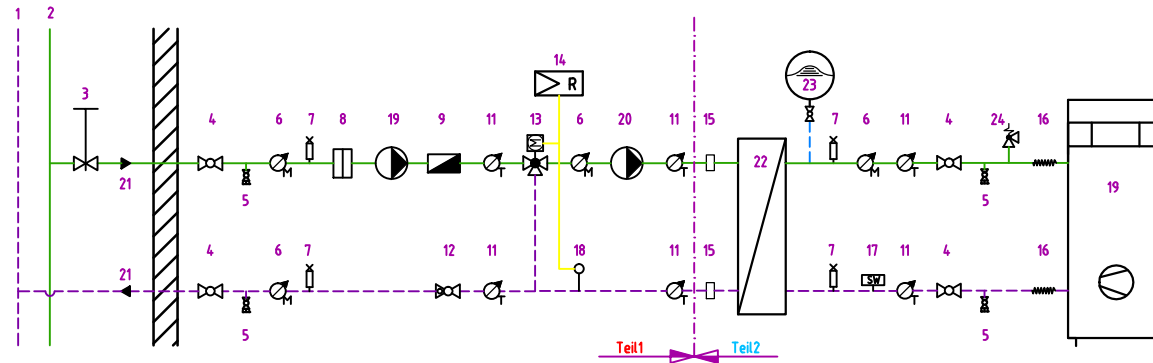 1 2
14
R
3 4 6 7 8 19 9 11 13 6 20 11 15 23 7 6 11 4 24 16
M
M T M T M T
21 5 22 5 19
21 4 6 7 12 11 18 11 15 7 17 11 4 16
SW
M T T T
5 5
Teil1 Teil2